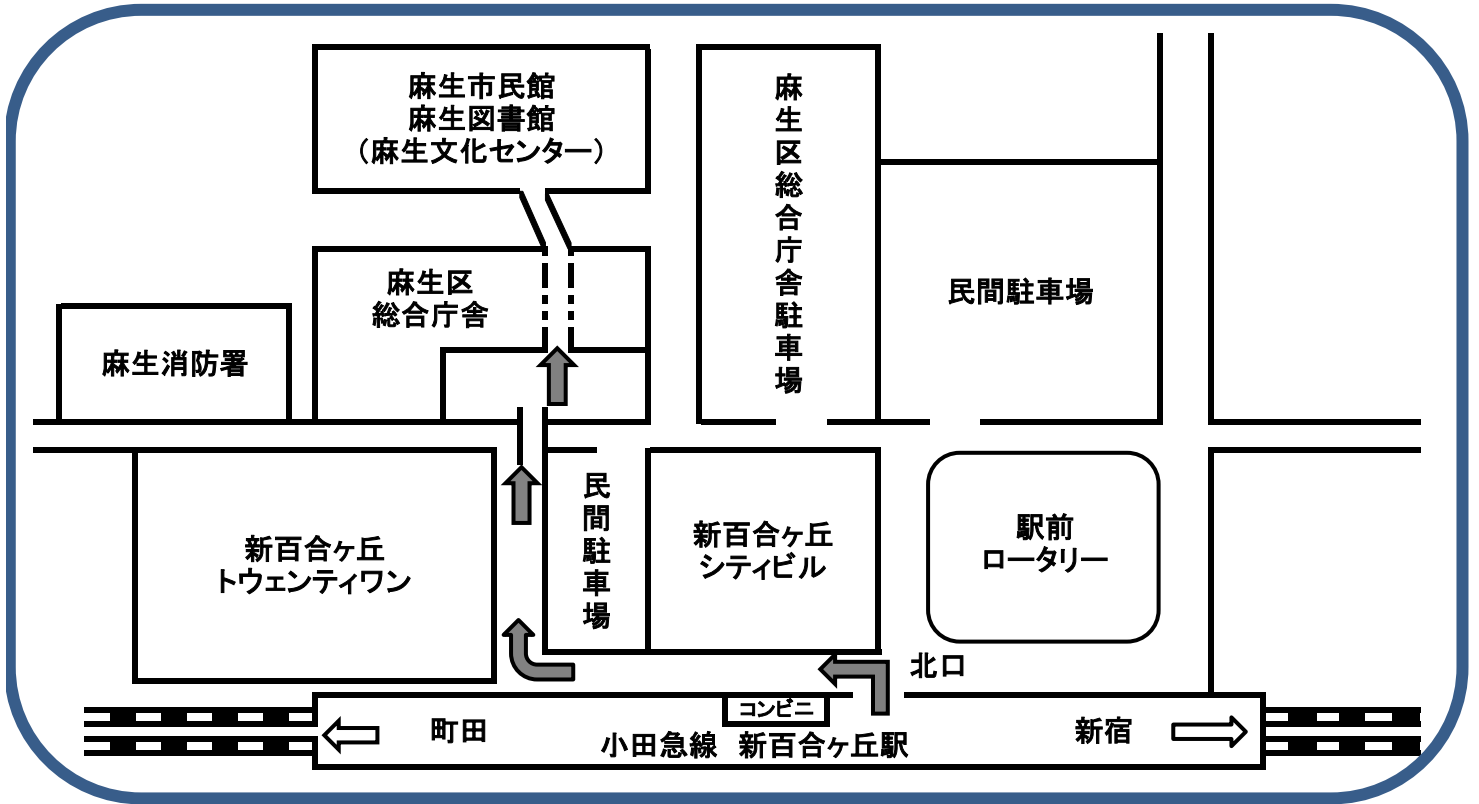 麻生市民館
麻生図書館
（麻生文化センター）
麻生区総合庁舎駐車場
麻生区
総合庁舎
民間駐車場
麻生消防署
民間駐車場
新百合ヶ丘
トウェンティワン
新百合ヶ丘
シティビル
駅前
ロータリー
北口
コンビニ
町田
小田急線 新百合ヶ丘駅
新宿